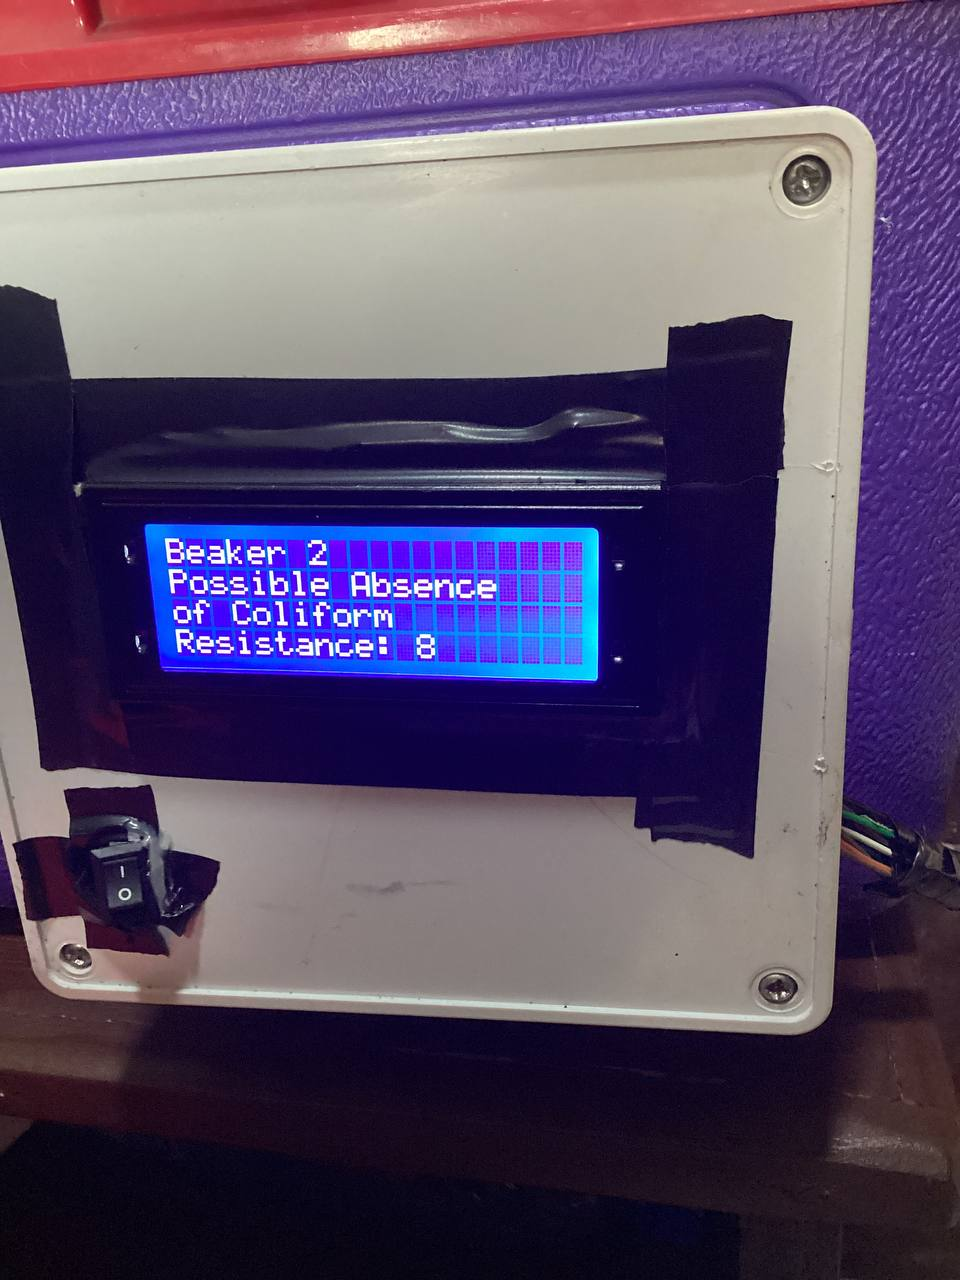 Beaker 2
Possible Absence
of Coliform
Resistance: 8
I
O